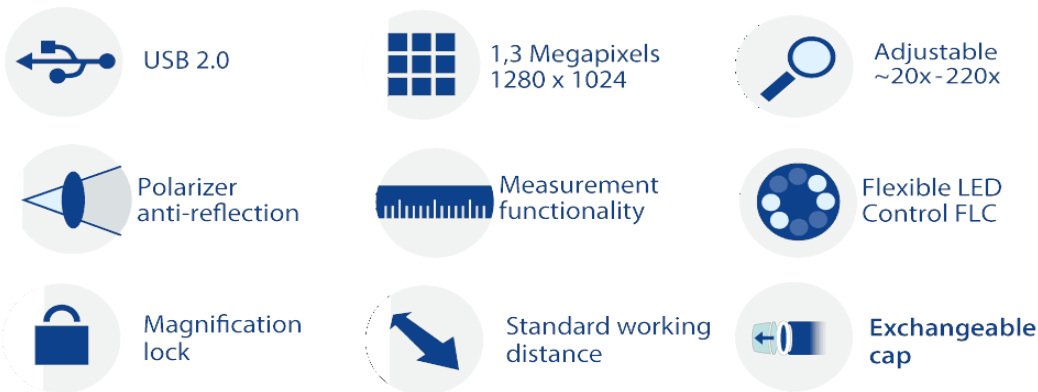 USB 2.0
1,3 Megapixels
1280 x 1024
Adjustable
~20x-220x
Polarizer
anti-reflection
Measurement
functionality
Flexible LED
Control FLC
Magnification
lock
Standard working
distance
Exchangeable
cap